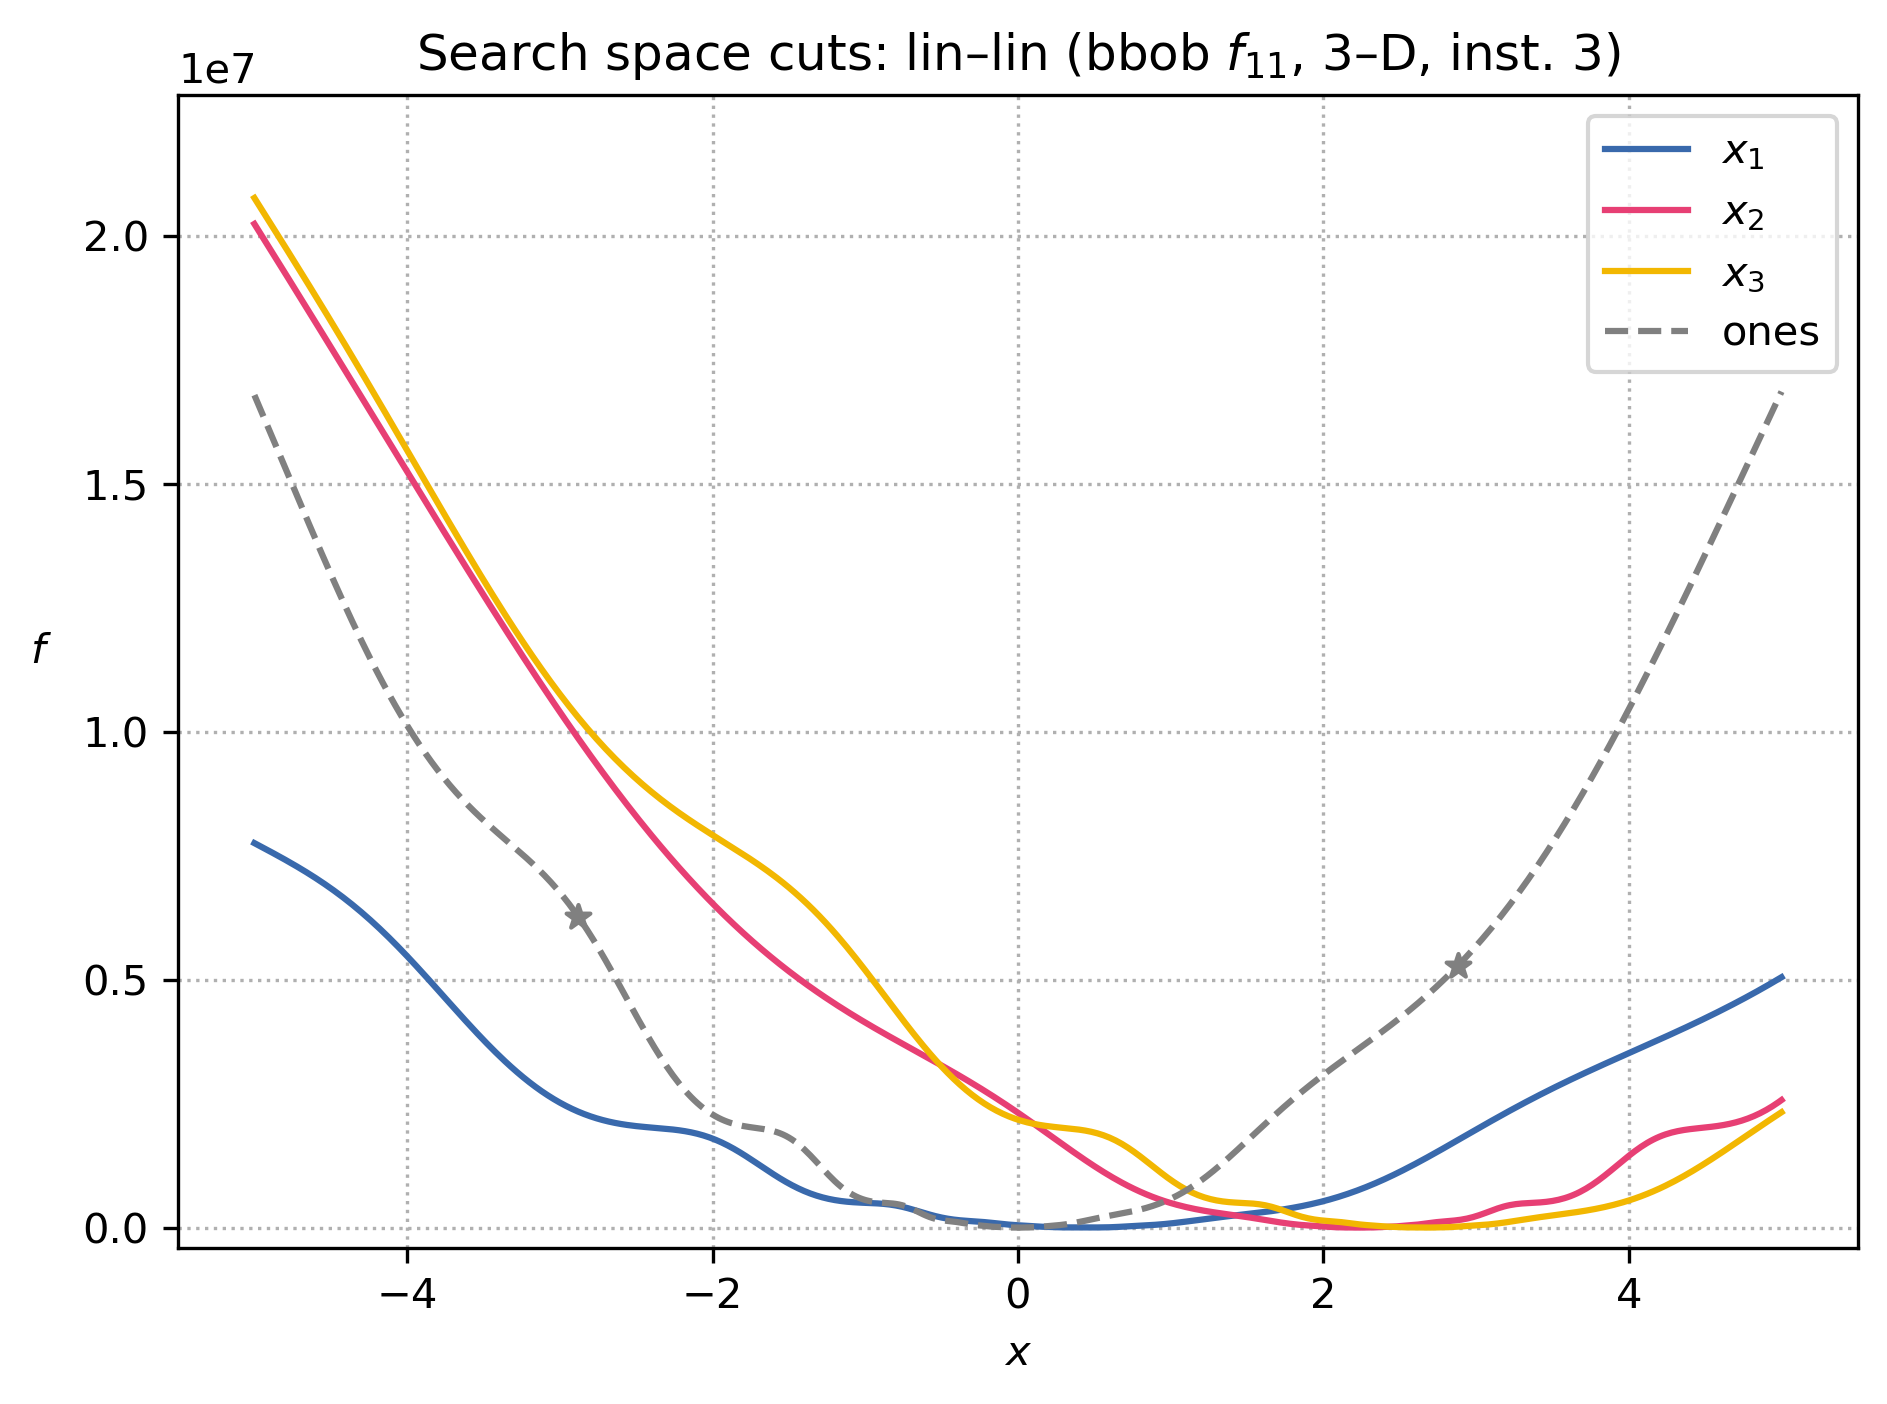 Search space cuts: lin–lin (bbob f₁₁, 3–D, inst. 3)
1e7
x₁
x₂
x₃
ones
2.0
1.5
1.0
0.5
0.0
f
−4 −2 0 2 4
x